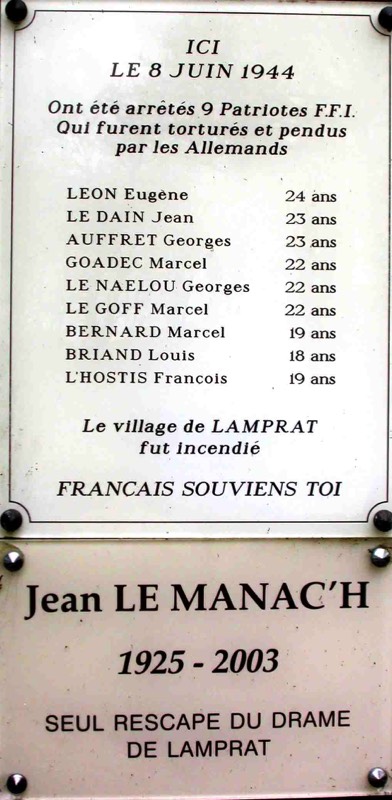 ICI
LE 8 JUIN 1944
Ont été arrêtés 9 Patriotes F.F.I.
Qui furent torturés et pendus
par les Allemands
LEON Eugène 24 ans
LE DAIN Jean 23 ans
AUFFRET Georges 23 ans
GOADEC Marcel 22 ans
LE NAELOU Georges 22 ans
LE GOFF Marcel 22 ans
BERNARD Marcel 19 ans
BRIAND Louis 18 ans
L'HOSTIS Francois 19 ans
Le village de LAMPRAT
fut incendié
FRANCAIS SOUVIENS TOI
Jean LE MANAC'H
1925 - 2003
SEUL RESCAPE DU DRAME
DE LAMPRAT